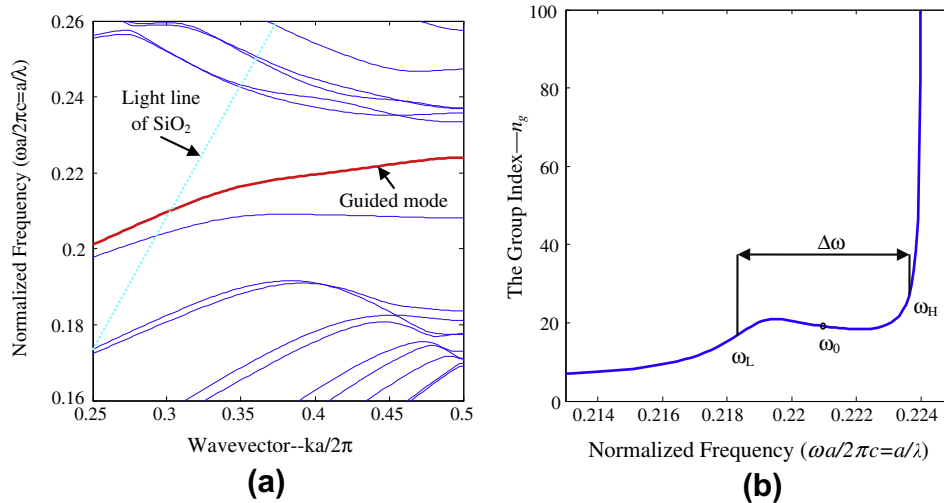 0.26
0.24
0.22
0.2
0.18
0.16
0.25
0.3
0.35
0.4
0.45
0.5
Normalized Frequency (ωa/2πc=a/λ)
Wavevector--ka/2π
Light line
of SiO₂
Guided mode
(a)
100
80
60
40
20
0
0.214
0.216
0.218
0.22
0.222
0.224
The Group Index—n_g
Normalized Frequency (ωa/2πc=a/λ)
Δω
ω_L
ω₀
ω_H
(b)